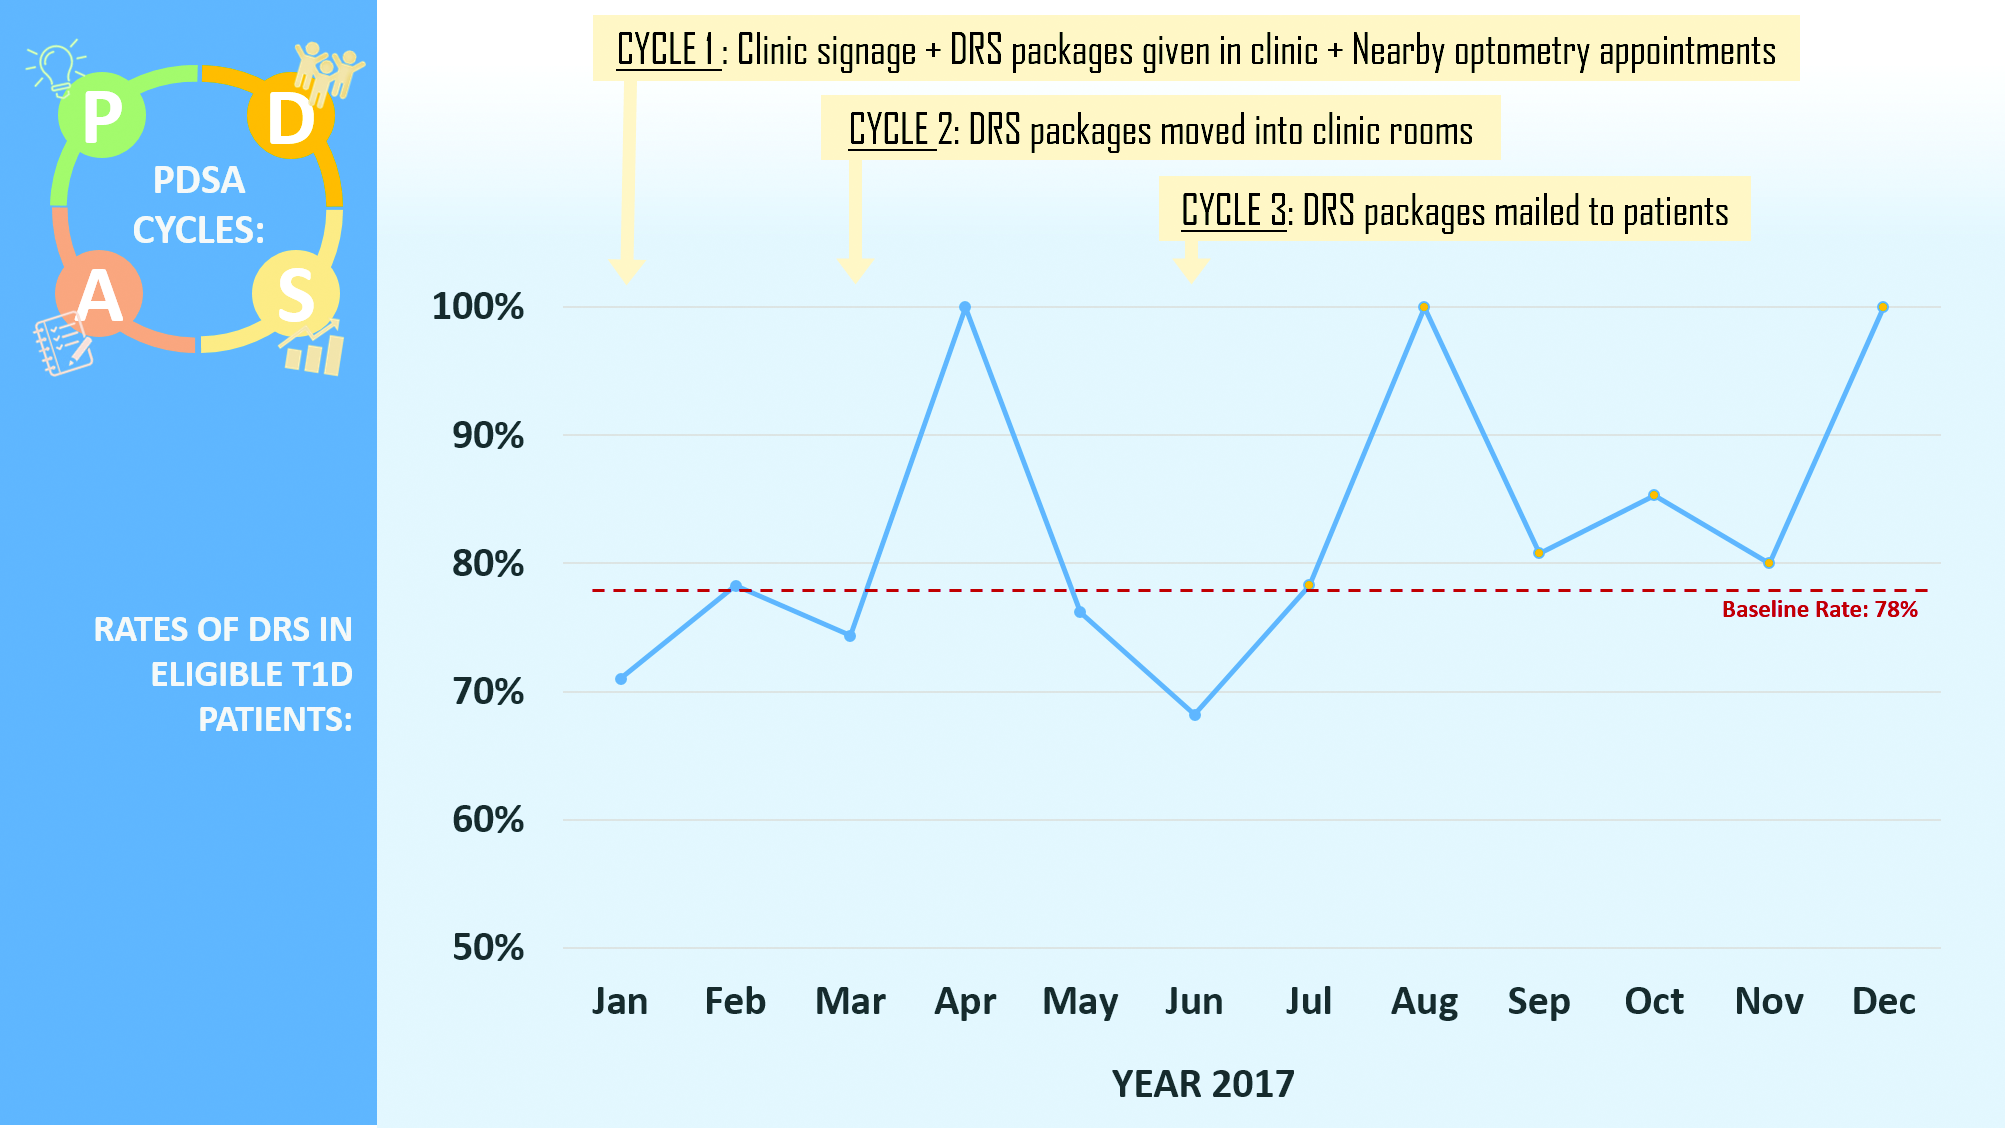 P
D
PDSA
CYCLES:
A
S
RATES OF DRS IN
ELIGIBLE T1D
PATIENTS:
CYCLE 1 : Clinic signage + DRS packages given in clinic + Nearby optometry appointments
CYCLE 2: DRS packages moved into clinic rooms
CYCLE 3: DRS packages mailed to patients
100%
90%
80%
70%
60%
50%
Baseline Rate: 78%
Jan Feb Mar Apr May Jun Jul Aug Sep Oct Nov Dec
YEAR 2017